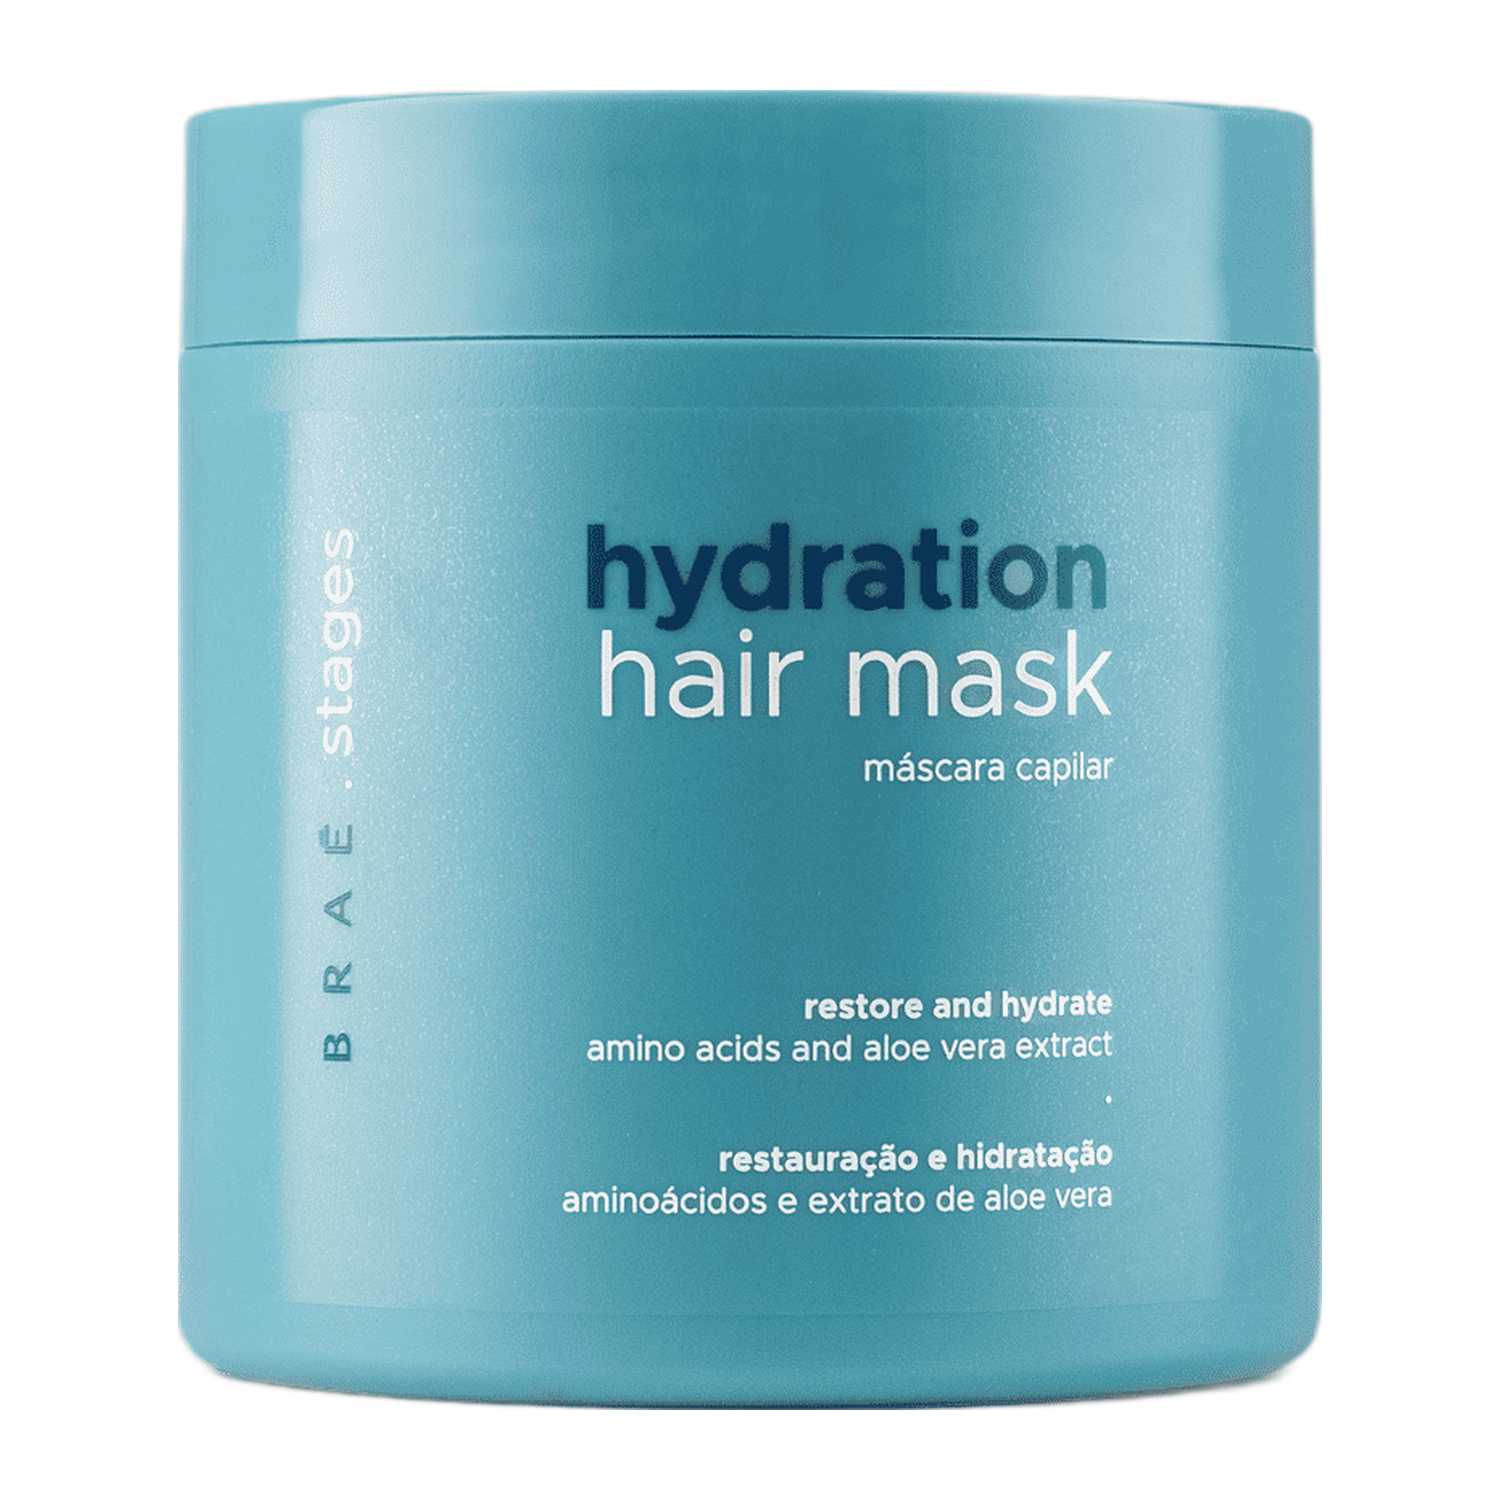 BRAÉ . stages
hydration
hair mask
máscara capilar
restore and hydrate
amino acids and aloe vera extract
.
restauração e hidratação
aminoácidos e extrato de aloe vera